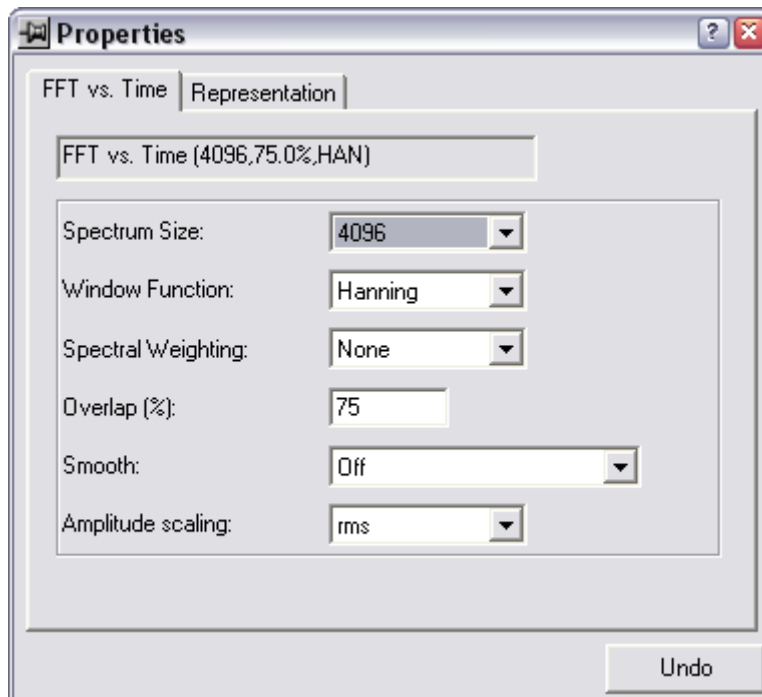 Properties
FFT vs. Time
Representation
FFT vs. Time (4096,75.0%,HAN)
Spectrum Size: 4096
Window Function: Hanning
Spectral Weighting: None
Overlap (%): 75
Smooth: Off
Amplitude scaling: rms
Undo